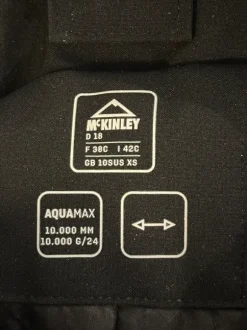 McKINLEY
D 18
F 38C I 42C
GB 10SUS XS
AQUAMAX
10.000 MM
10.000 G/24